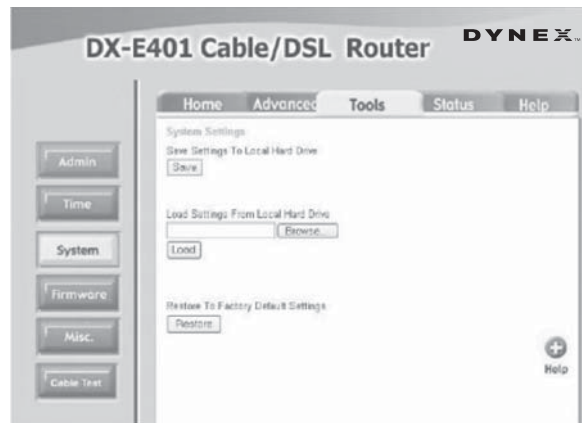 DX-E401 Cable/DSL Router
DYNEX™
Home Advanced Tools Status Help
System Settings
Save Settings To Local Hard Drive
Save
Load Settings From Local Hard Drive
Browse...
Load
Restore To Factory Default Settings
Restore
Admin
Time
System
Firmware
Misc.
Cable Test
Help